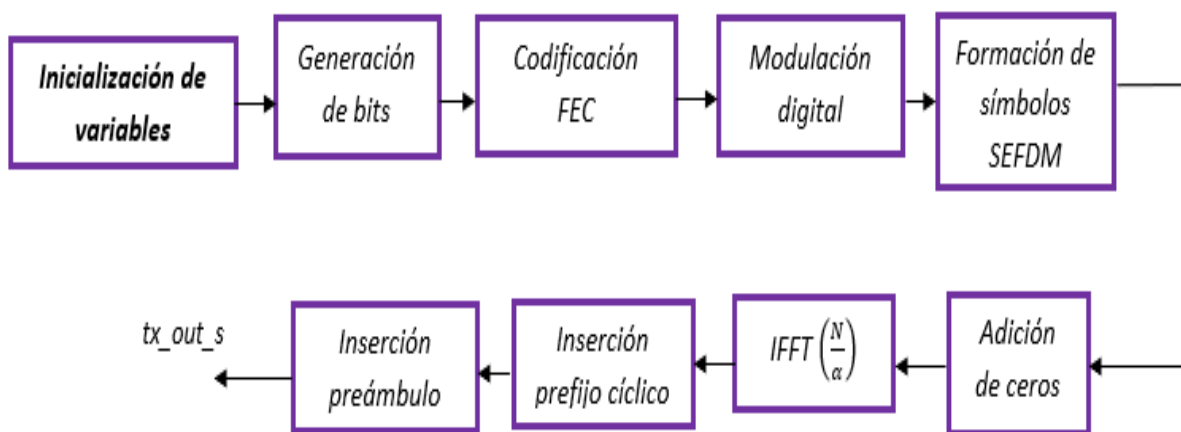 Inicialización de
variables
Generación
de bits
Codificación
FEC
Modulación
digital
Formación de
símbolos
SEFDM
Adición
de ceros
IFFT (N/α)
Inserción
prefijo cíclico
Inserción
preámbulo
tx_out_s